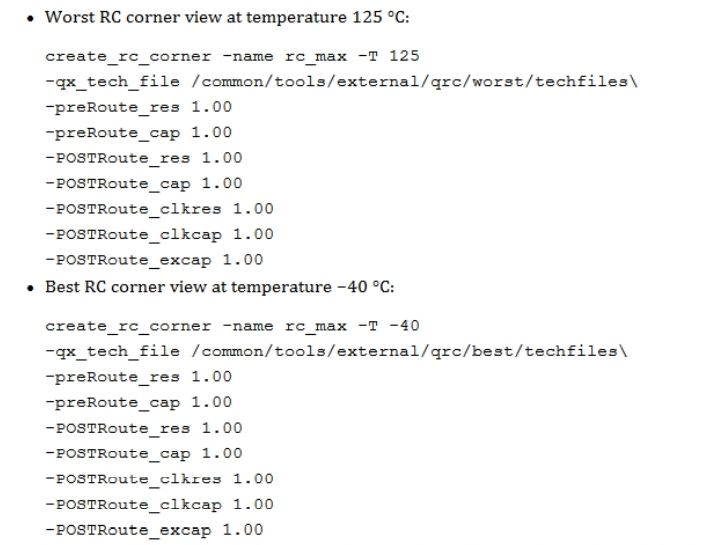 • Worst RC corner view at temperature 125 °C:
create_rc_corner -name rc_max -T 125
-qx_tech_file /common/tools/external/qrc/worst/techfiles\
-preRoute_res 1.00
-preRoute_cap 1.00
-POSTRoute_res 1.00
-POSTRoute_cap 1.00
-POSTRoute_clkres 1.00
-POSTRoute_clkcap 1.00
-POSTRoute_excap 1.00
• Best RC corner view at temperature −40 °C:
create_rc_corner -name rc_max -T -40
-qx_tech_file /common/tools/external/qrc/best/techfiles\
-preRoute_res 1.00
-preRoute_cap 1.00
-POSTRoute_res 1.00
-POSTRoute_cap 1.00
-POSTRoute_clkres 1.00
-POSTRoute_clkcap 1.00
-POSTRoute_excap 1.00